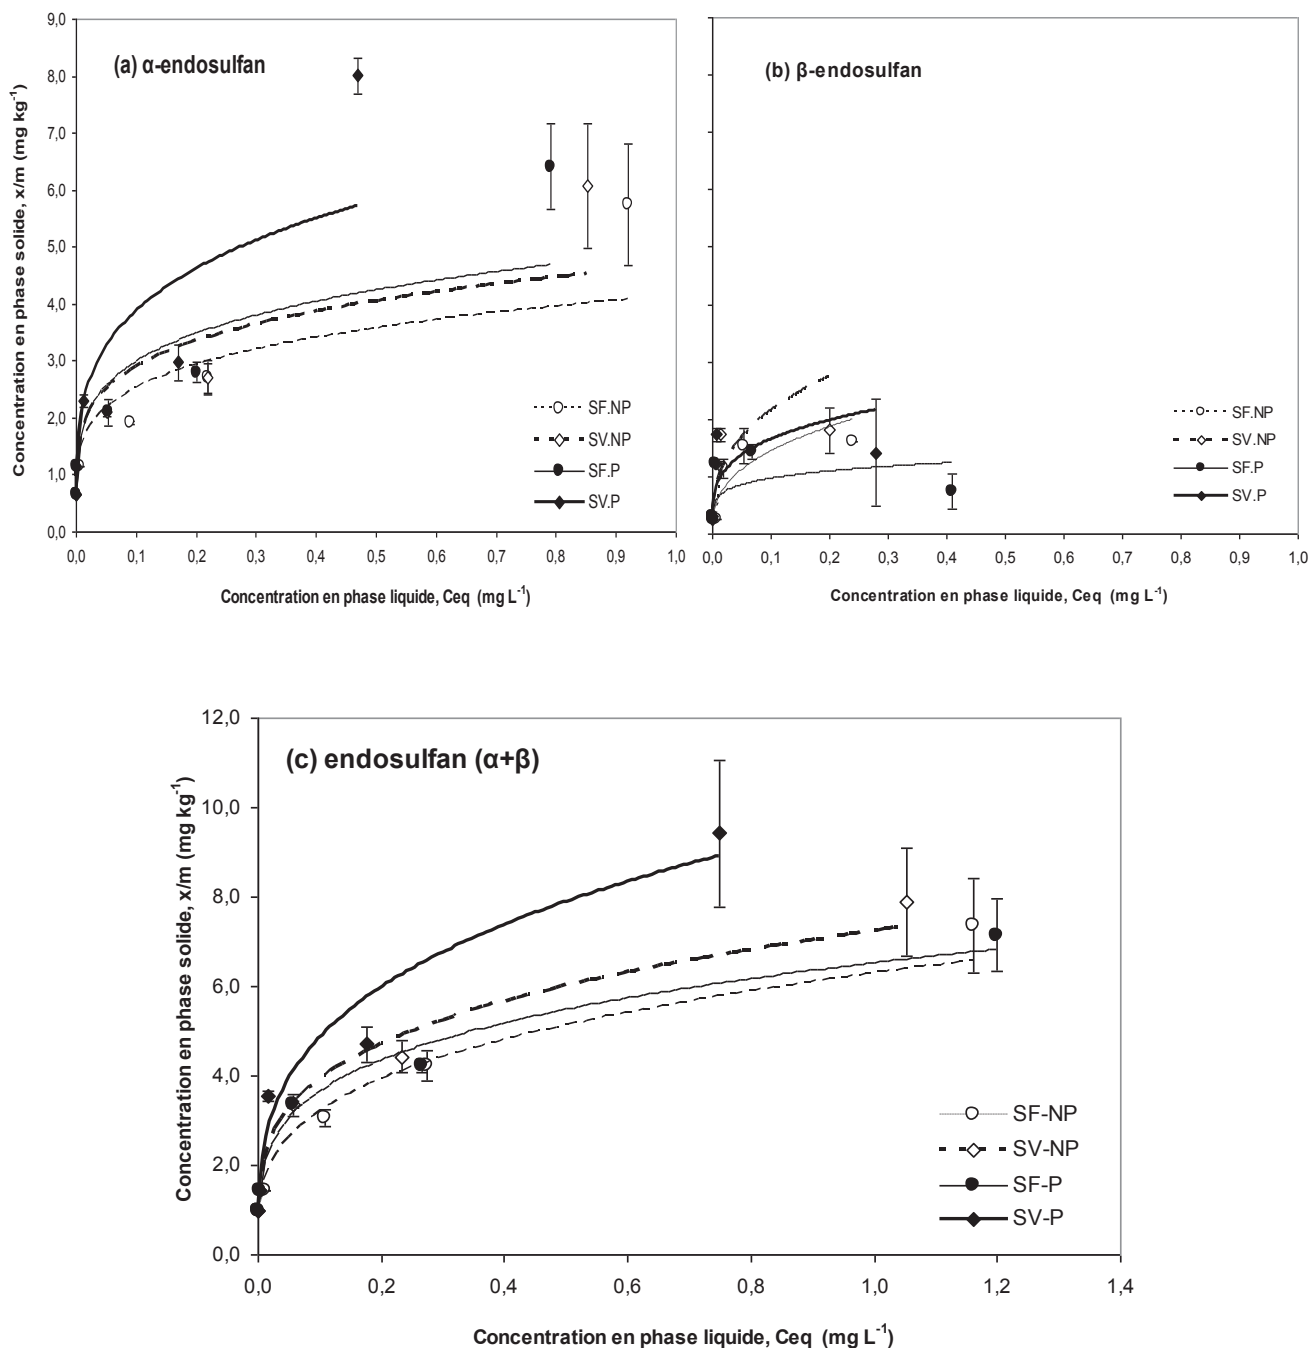 (a) α-endosulfan
Concentration en phase solide, x/m (mg kg-1)
9,0
8,0
7,0
6,0
5,0
4,0
3,0
2,0
1,0
0,0
0,0 0,1 0,2 0,3 0,4 0,5 0,6 0,7 0,8 0,9 1,0
Concentration en phase liquide, Ceq (mg L-1)
SF.NP
SV.NP
SF.P
SV.P
(b) β-endosulfan
SF.NP
SV.NP
SF.P
SV.P
0,0 0,1 0,2 0,3 0,4 0,5 0,6 0,7 0,8 0,9 1,0
Concentration en phase liquide, Ceq (mg L-1)
(c) endosulfan (α+β)
Concentration en phase solide, x/m (mg kg-1)
12,0
10,0
8,0
6,0
4,0
2,0
0,0
SF-NP
SV-NP
SF-P
SV-P
0,0 0,2 0,4 0,6 0,8 1,0 1,2 1,4
Concentration en phase liquide, Ceq (mg L-1)